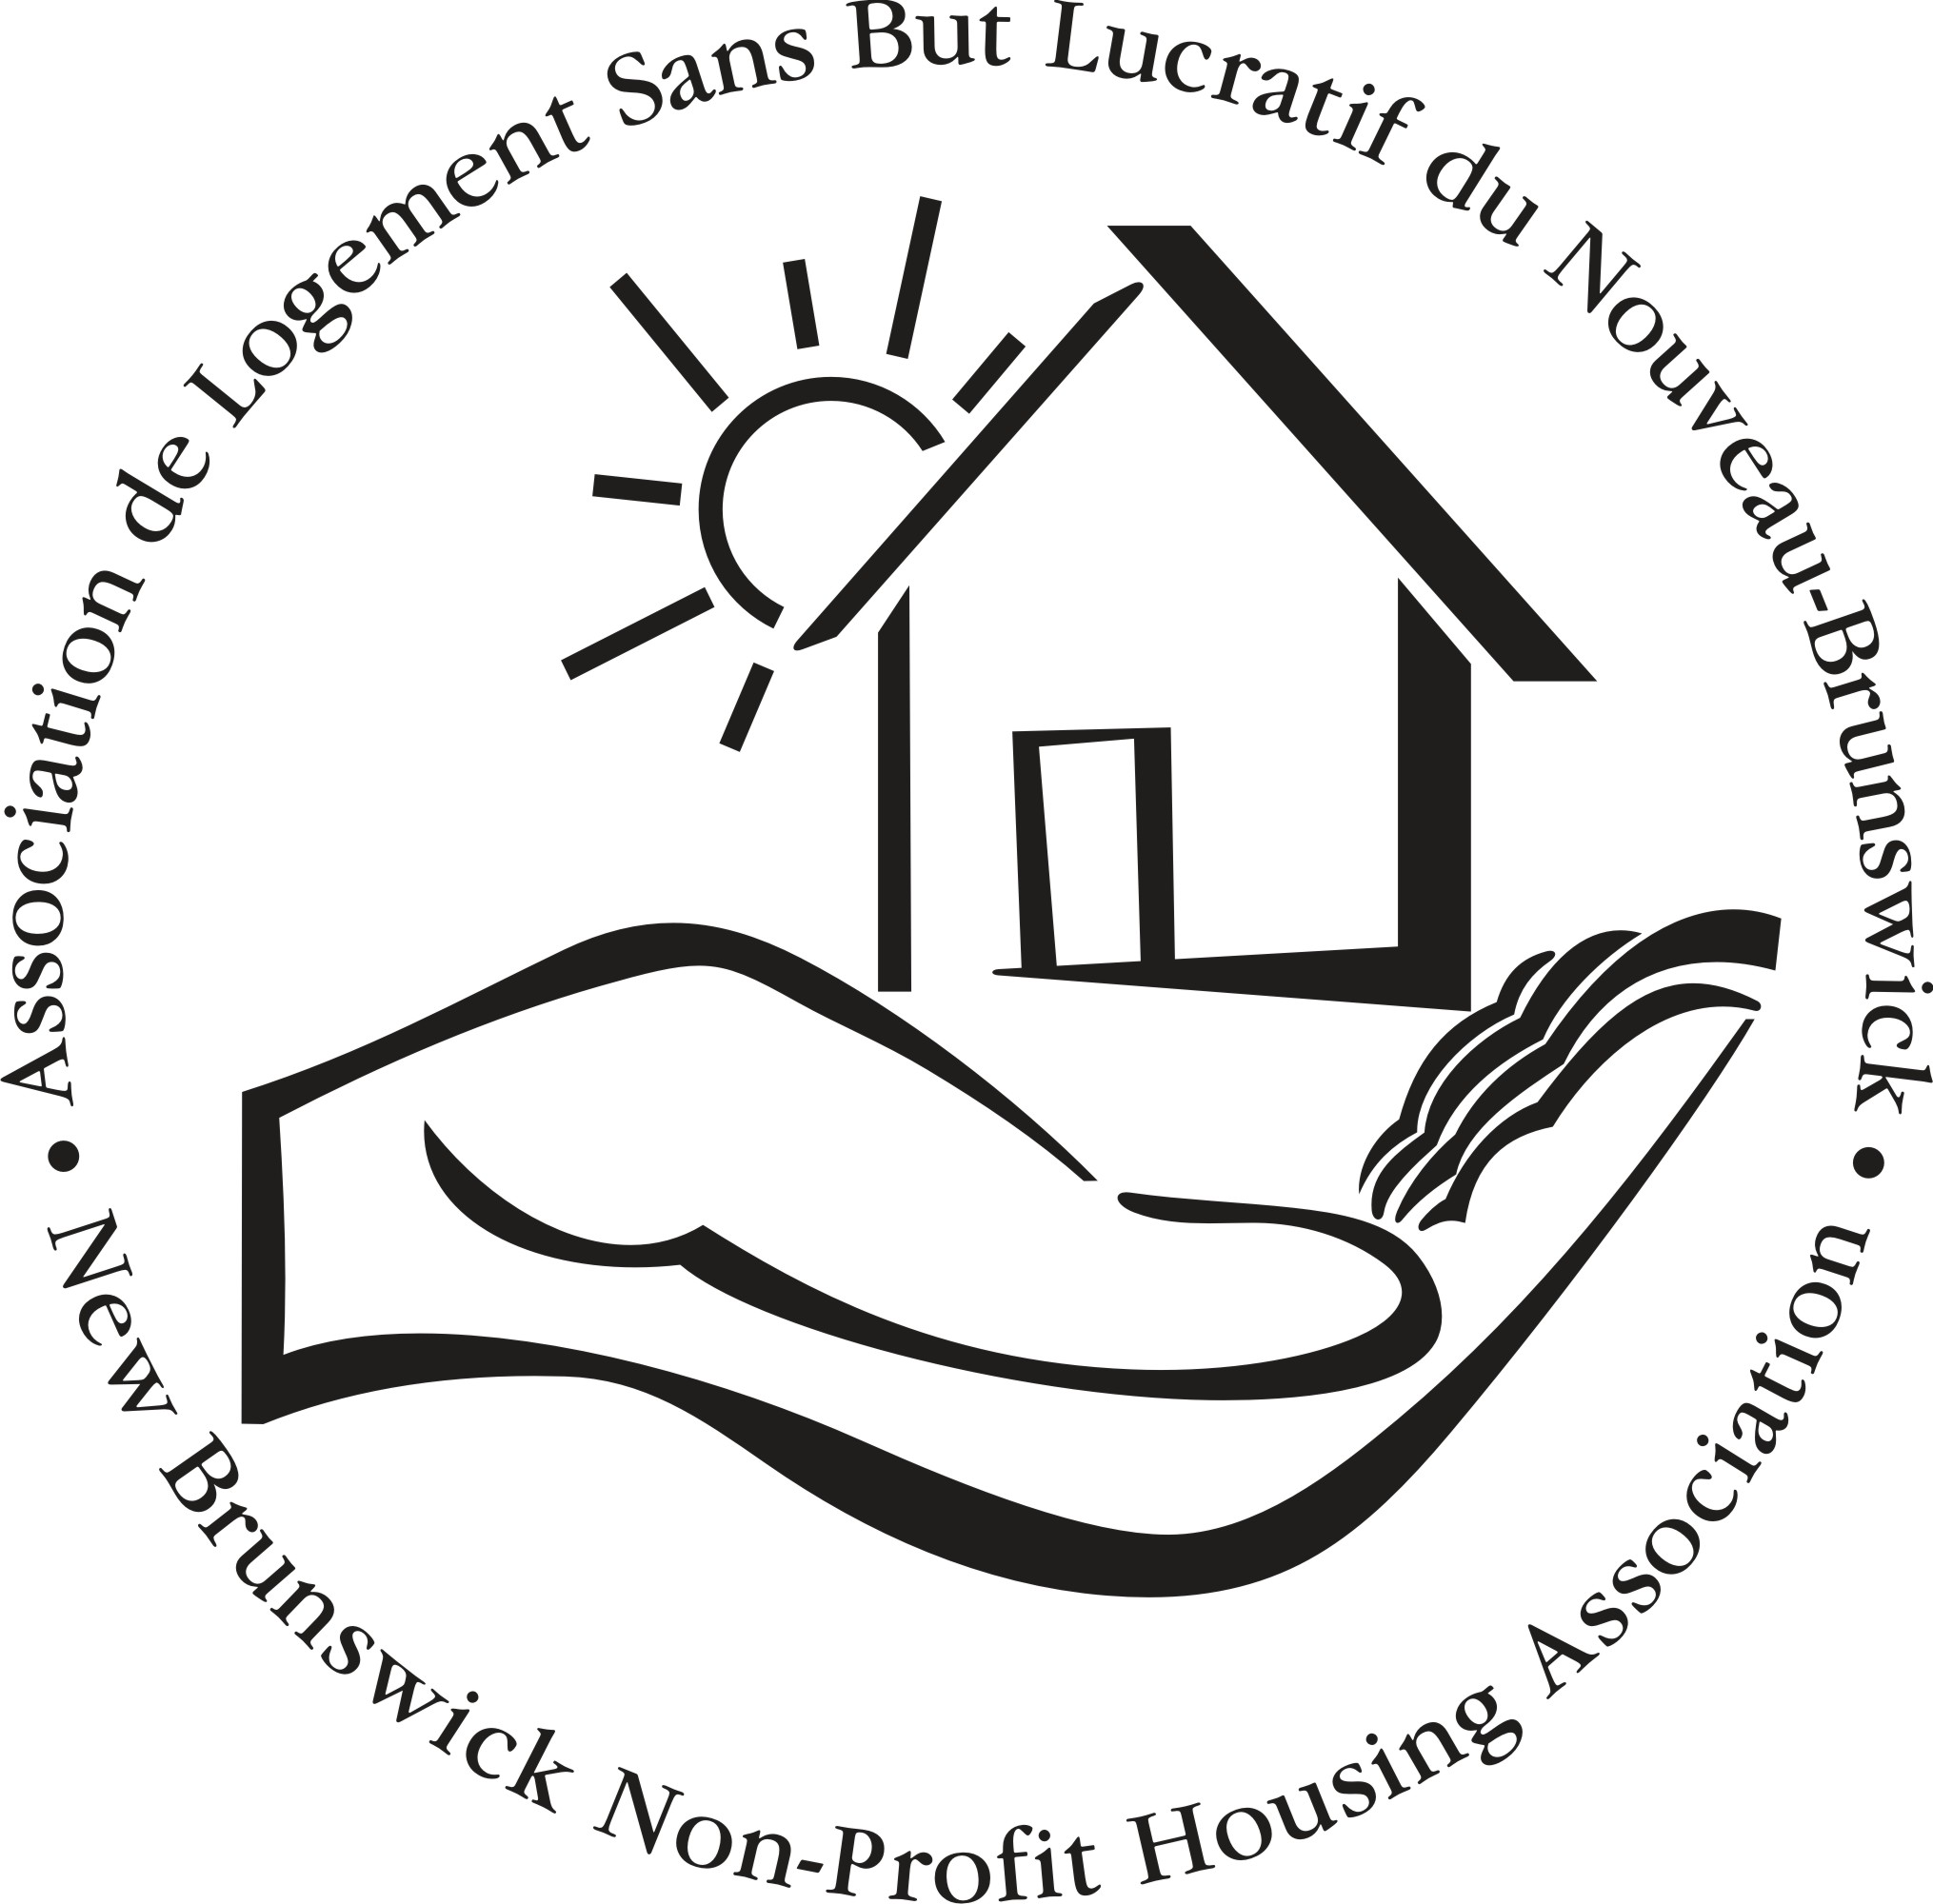 Association de Logement Sans But Lucratif du Nouveau-Brunswick
• New Brunswick Non-Profit Housing Association •